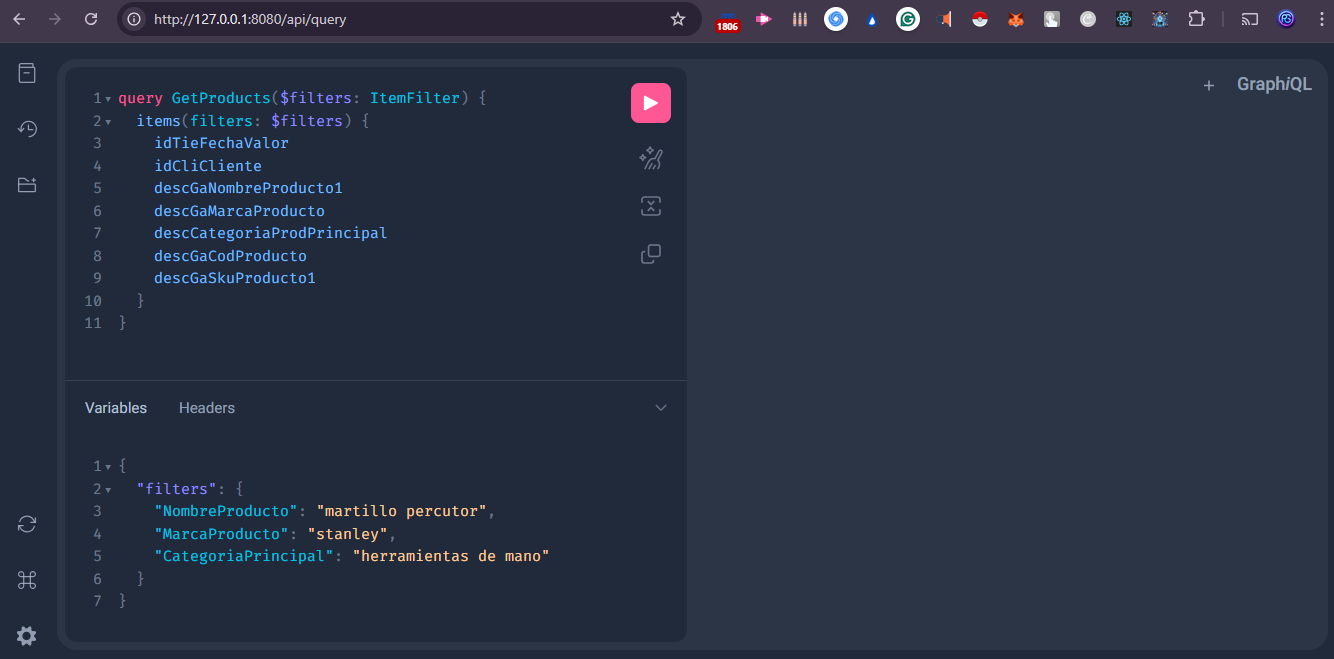 http://127.0.0.1:8080/api/query
1806
+ GraphiQL
1 query GetProducts($filters: ItemFilter) {
2   items(filters: $filters) {
3     idTieFechaValor
4     idCliCliente
5     descGaNombreProducto1
6     descGaMarcaProducto
7     descCategoriaProdPrincipal
8     descGaCodProducto
9     descGaSkuProducto1
10   }
11 }
Variables Headers
1 {
2   "filters": {
3     "NombreProducto": "martillo percutor",
4     "MarcaProducto": "stanley",
5     "CategoriaPrincipal": "herramientas de mano"
6   }
7 }